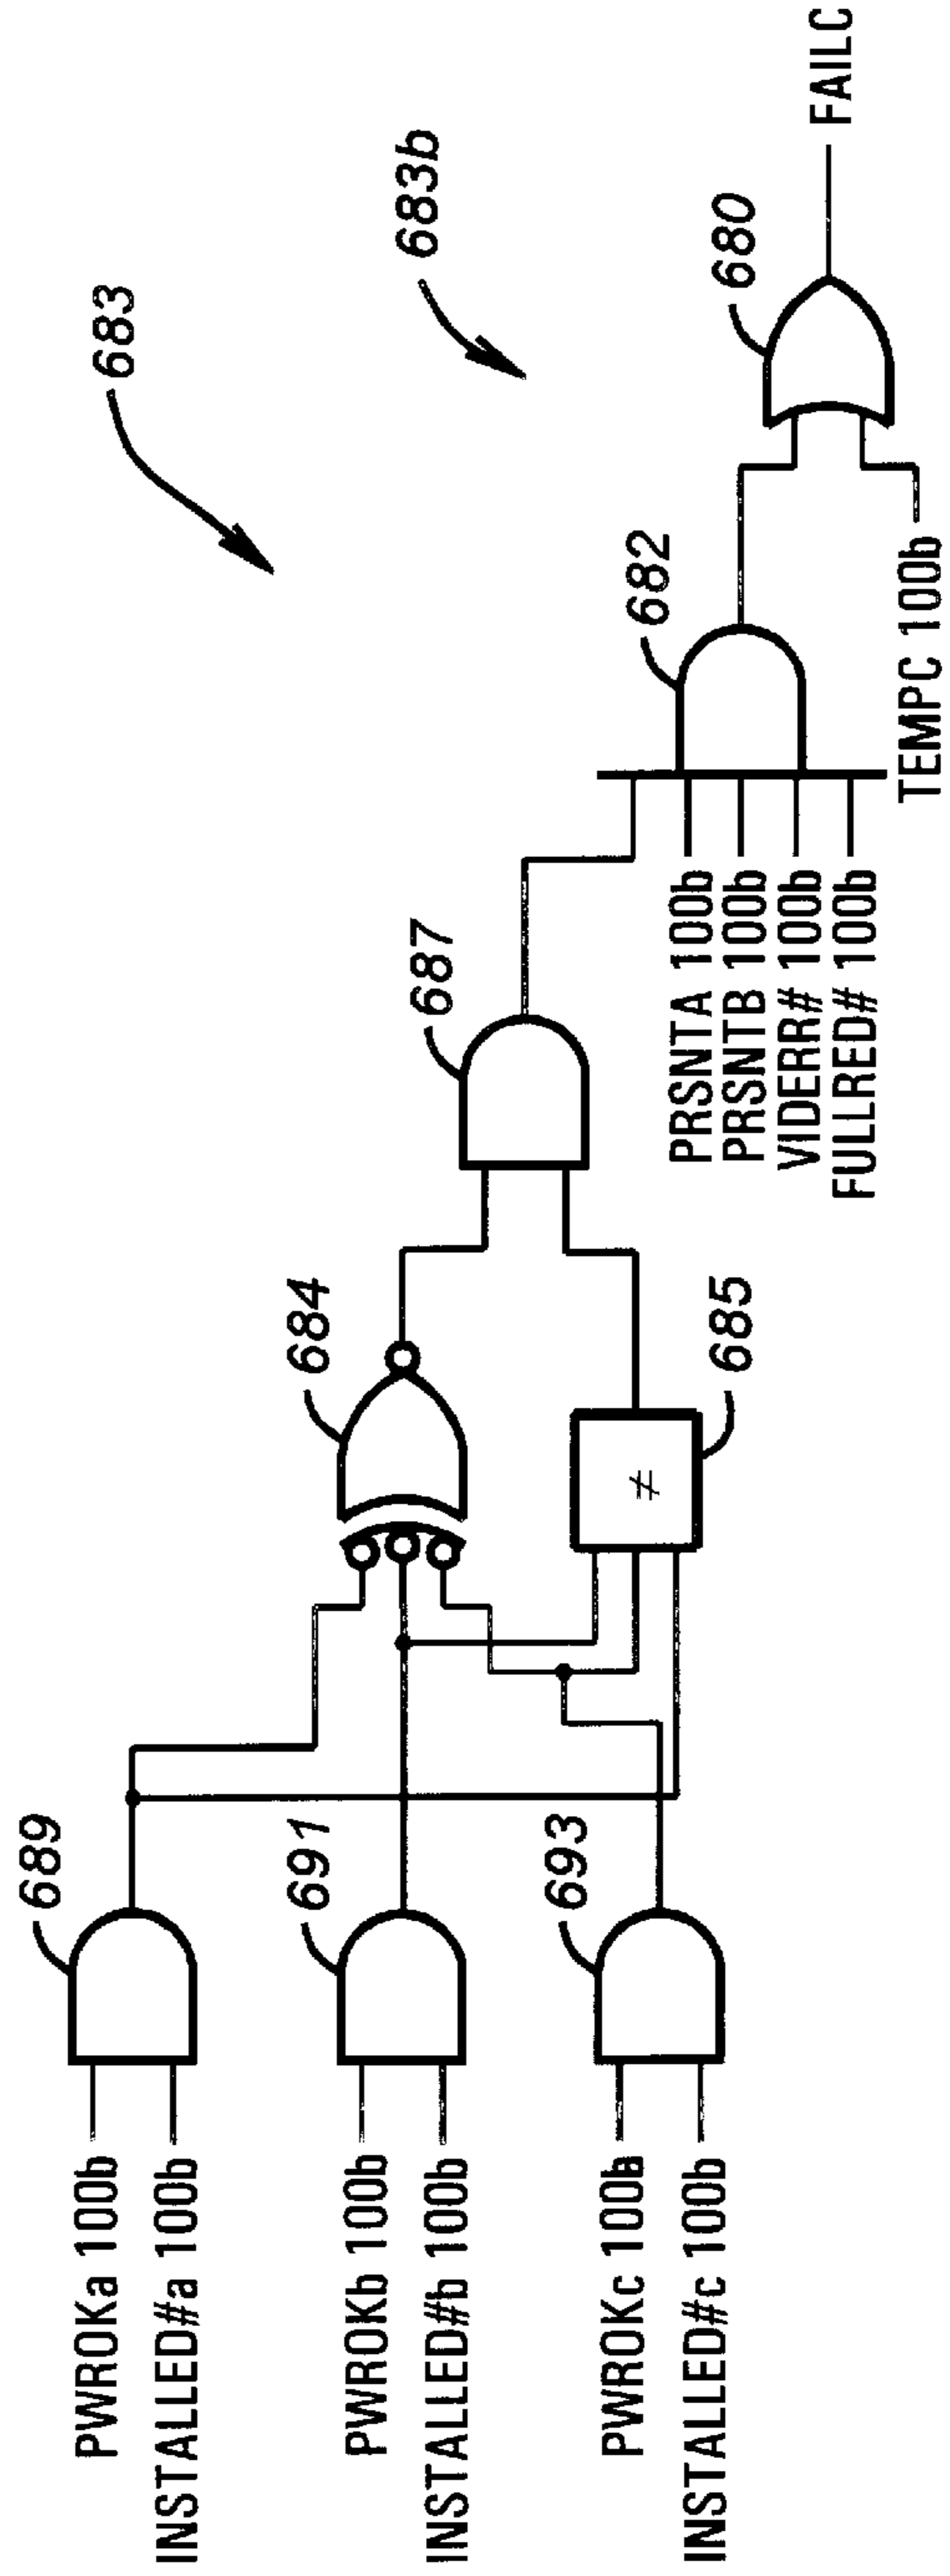 689
PWROKa 100b
INSTALLED#a 100b
683
684
691
PWROKb 100b
INSTALLED#b 100b
683b
687
693
685
≠
PWROKc 100b
INSTALLED#c 100b
682
680
PRSNTA 100b
PRSNTB 100b
VIDERR# 100b
FULLRED# 100b
FAILC
TEMPC 100b